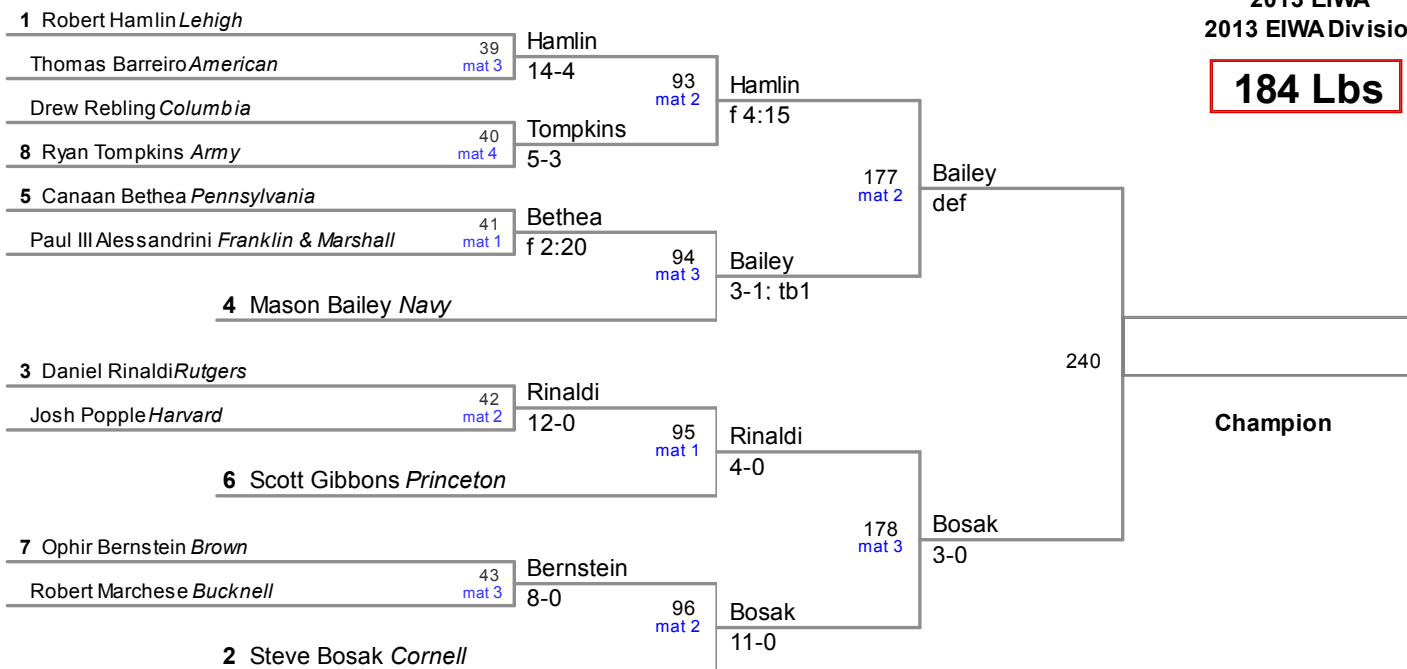 2013 EIWA
2013 EIWA Divisio
184 Lbs
1 Robert Hamlin Lehigh
39
mat 3
Thomas Barreiro American
Hamlin
14-4
Drew Rebling Columbia
40
mat 4
8 Ryan Tompkins Army
Tompkins
5-3
93
mat 2
Hamlin
f 4:15
5 Canaan Bethea Pennsylvania
41
mat 1
Paul III Alessandrini Franklin & Marshall
Bethea
f 2:20
94
mat 3
4 Mason Bailey Navy
Bailey
3-1: tb1
177
mat 2
Bailey
def
3 Daniel Rinaldi Rutgers
42
mat 2
Josh Popple Harvard
Rinaldi
12-0
95
mat 1
6 Scott Gibbons Princeton
Rinaldi
4-0
7 Ophir Bernstein Brown
43
mat 3
Robert Marchese Bucknell
Bernstein
8-0
96
mat 2
2 Steve Bosak Cornell
Bosak
11-0
178
mat 3
Bosak
3-0
240
Champion